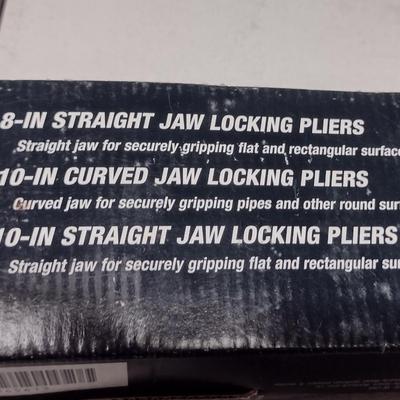 8-IN STRAIGHT JAW LOCKING PLIERS
Straight jaw for securely gripping flat and rectangular surface
10-IN CURVED JAW LOCKING PLIERS
Curved jaw for securely gripping pipes and other round sur
10-IN STRAIGHT JAW LOCKING PLIERS
Straight jaw for securely gripping flat and rectangular sur